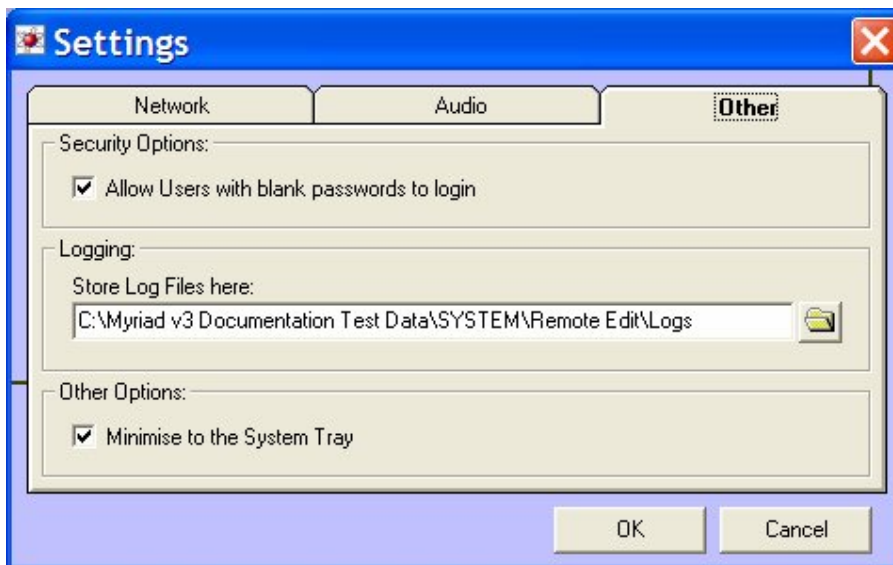 Settings
Network Audio Other
Security Options:
Allow Users with blank passwords to login
Logging:
Store Log Files here:
C:\Myriad v3 Documentation Test Data\SYSTEM\Remote Edit\Logs
Other Options:
Minimise to the System Tray
OK Cancel